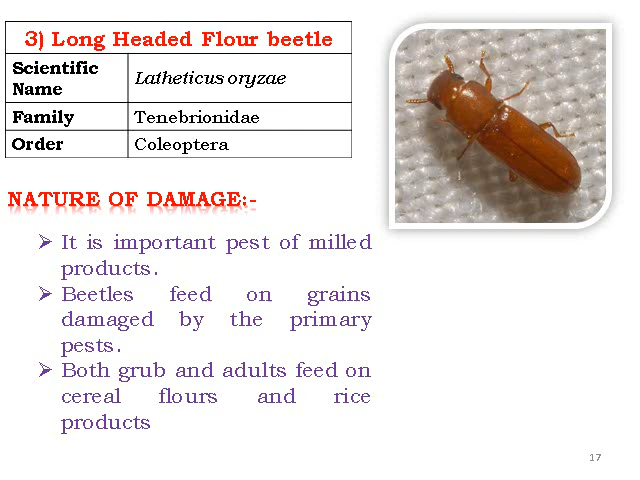 3) Long Headed Flour beetle
Scientific
Name
Latheticus oryzae
Family
Tenebrionidae
Order
Coleoptera
NATURE OF DAMAGE:-
➢ It is important pest of milled
products.
➢ Beetles feed on grains
damaged by the primary
pests.
➢ Both grub and adults feed on
cereal flours and rice
products
17